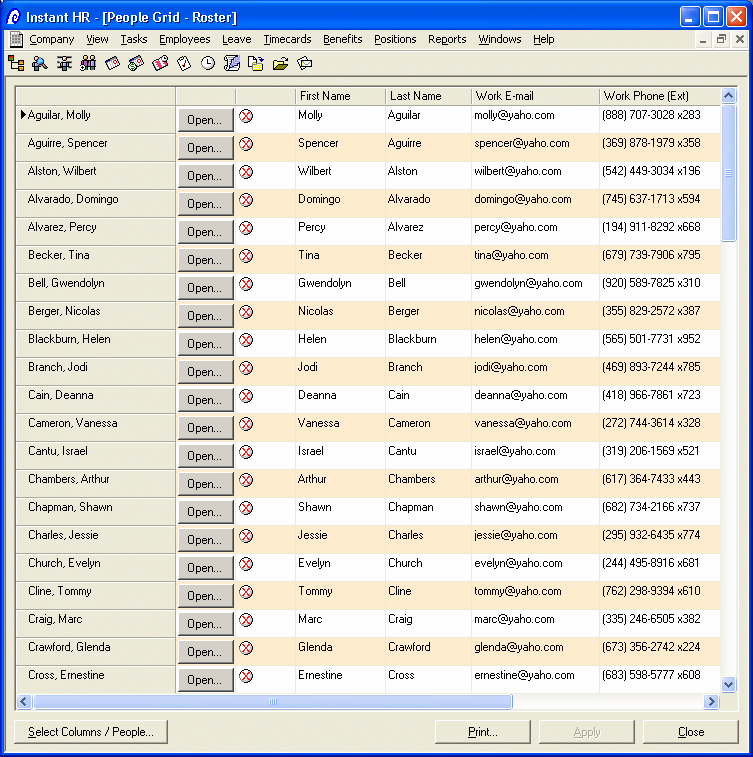 Instant HR - [People Grid - Roster]
Company View Tasks Employees Leave Timecards Benefits Positions Reports Windows Help
First Name Last Name Work E-mail Work Phone (Ext)
Aguilar, Molly Open... Molly Aguilar molly@yaho.com (888) 707-3028 x283
Aguirre, Spencer Open... Spencer Aguirre spencer@yaho.com (369) 878-1979 x358
Alston, Wilbert Open... Wilbert Alston wilbert@yaho.com (542) 449-3034 x196
Alvarado, Domingo Open... Domingo Alvarado domingo@yaho.com (745) 637-1713 x594
Alvarez, Percy Open... Percy Alvarez percy@yaho.com (194) 911-8292 x668
Becker, Tina Open... Tina Becker tina@yaho.com (679) 739-7906 x795
Bell, Gwendolyn Open... Gwendolyn Bell gwendolyn@yaho.com (920) 589-7825 x310
Berger, Nicolas Open... Nicolas Berger nicolas@yaho.com (355) 829-2572 x387
Blackburn, Helen Open... Helen Blackburn helen@yaho.com (565) 501-7731 x952
Branch, Jodi Open... Jodi Branch jodi@yaho.com (469) 893-7244 x785
Cain, Deanna Open... Deanna Cain deanna@yaho.com (418) 966-7861 x723
Cameron, Vanessa Open... Vanessa Cameron vanessa@yaho.com (272) 744-3614 x328
Cantu, Israel Open... Israel Cantu israel@yaho.com (319) 206-1569 x521
Chambers, Arthur Open... Arthur Chambers arthur@yaho.com (617) 364-7433 x443
Chapman, Shawn Open... Shawn Chapman shawn@yaho.com (682) 734-2166 x737
Charles, Jessie Open... Jessie Charles jessie@yaho.com (295) 932-6435 x774
Church, Evelyn Open... Evelyn Church evelyn@yaho.com (244) 495-8916 x681
Cline, Tommy Open... Tommy Cline tommy@yaho.com (762) 298-9394 x610
Craig, Marc Open... Marc Craig marc@yaho.com (335) 246-6505 x382
Crawford, Glenda Open... Glenda Crawford glenda@yaho.com (673) 356-2742 x224
Cross, Ernestine Open... Ernestine Cross ernestine@yaho.com (683) 598-5777 x608
Select Columns / People... Print... Apply Close